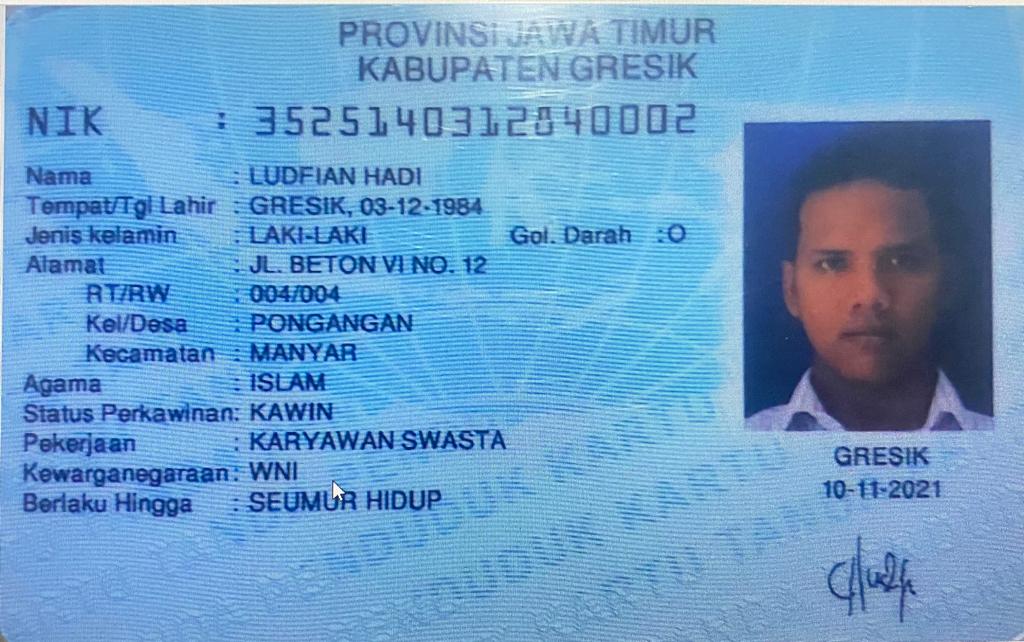 PROVINSI JAWA TIMUR
KABUPATEN GRESIK
NIK : 3525140312840002
Nama : LUDFIAN HADI
Tempat/Tgl Lahir : GRESIK, 03-12-1984
Jenis kelamin : LAKI-LAKI Gol. Darah :O
Alamat : JL. BETON VI NO. 12
RT/RW : 004/004
Kel/Desa : PONGANGAN
Kecamatan : MANYAR
Agama : ISLAM
Status Perkawinan: KAWIN
Pekerjaan : KARYAWAN SWASTA
Kewarganegaraan: WNI
Berlaku Hingga : SEUMUR HIDUP
GRESIK
10-11-2021